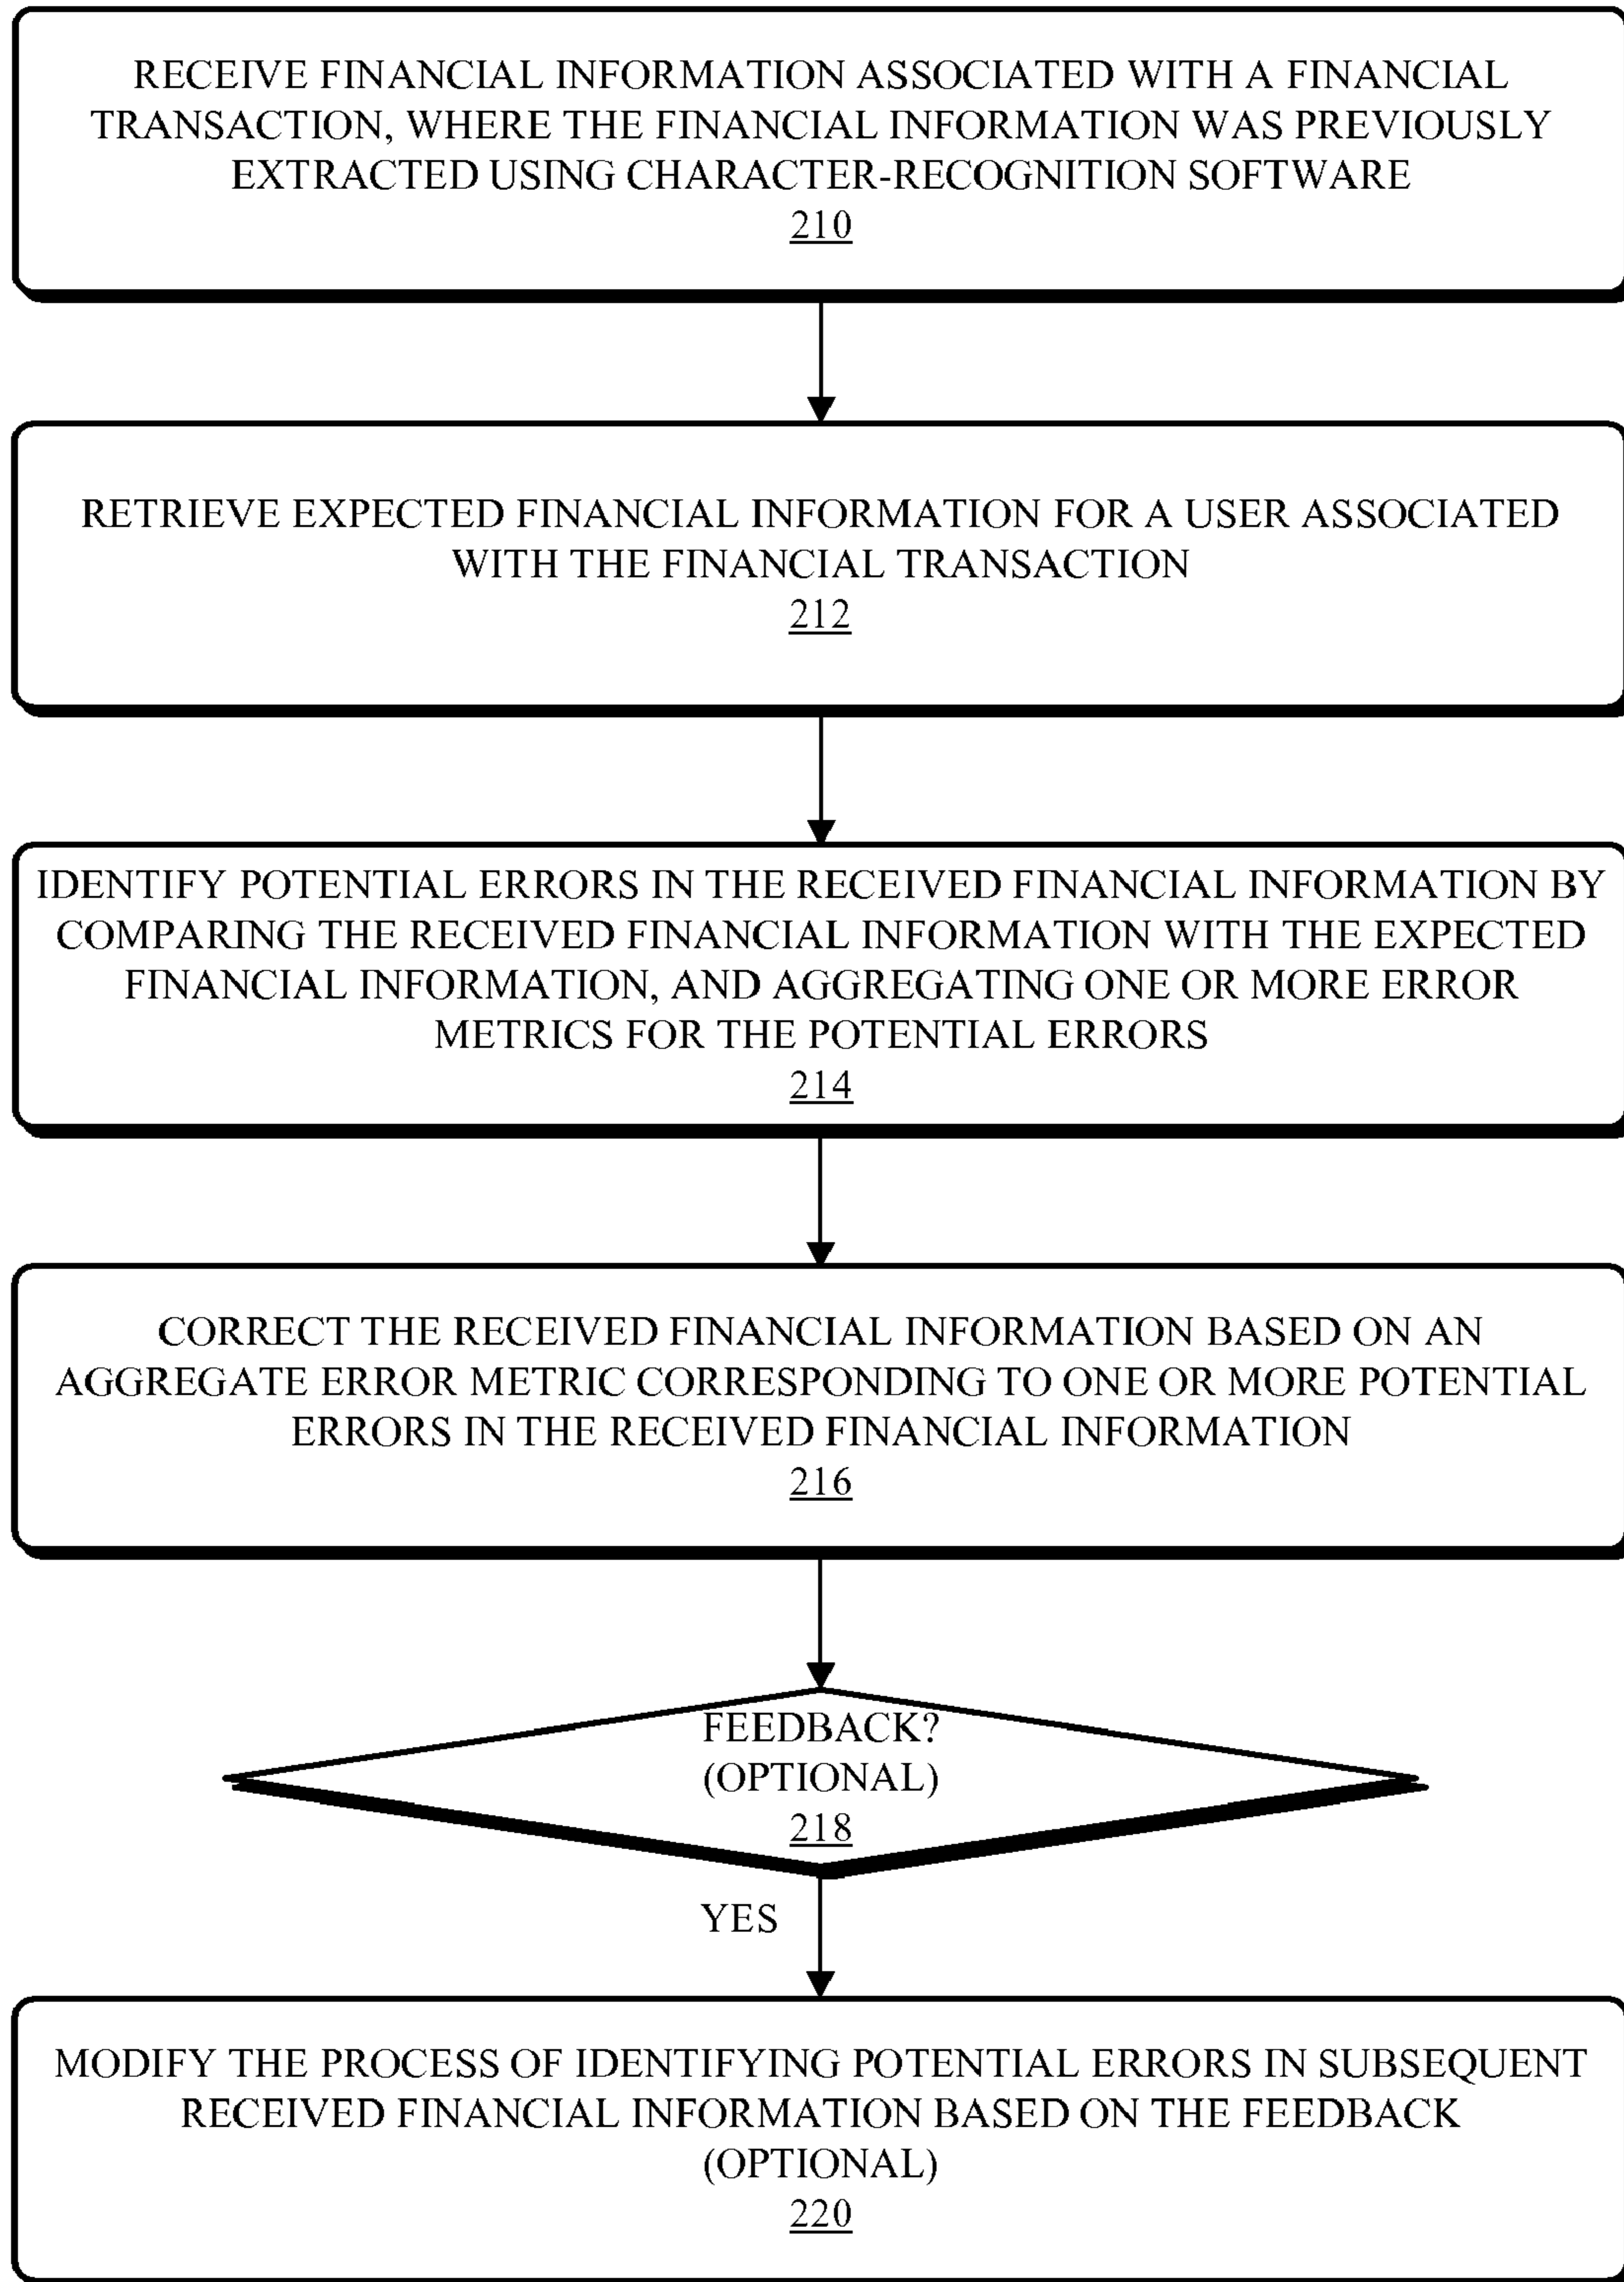 RECEIVE FINANCIAL INFORMATION ASSOCIATED WITH A FINANCIAL
TRANSACTION, WHERE THE FINANCIAL INFORMATION WAS PREVIOUSLY
EXTRACTED USING CHARACTER-RECOGNITION SOFTWARE
210
RETRIEVE EXPECTED FINANCIAL INFORMATION FOR A USER ASSOCIATED
WITH THE FINANCIAL TRANSACTION
212
IDENTIFY POTENTIAL ERRORS IN THE RECEIVED FINANCIAL INFORMATION BY
COMPARING THE RECEIVED FINANCIAL INFORMATION WITH THE EXPECTED
FINANCIAL INFORMATION, AND AGGREGATING ONE OR MORE ERROR
METRICS FOR THE POTENTIAL ERRORS
214
CORRECT THE RECEIVED FINANCIAL INFORMATION BASED ON AN
AGGREGATE ERROR METRIC CORRESPONDING TO ONE OR MORE POTENTIAL
ERRORS IN THE RECEIVED FINANCIAL INFORMATION
216
FEEDBACK?
(OPTIONAL)
218
YES
MODIFY THE PROCESS OF IDENTIFYING POTENTIAL ERRORS IN SUBSEQUENT
RECEIVED FINANCIAL INFORMATION BASED ON THE FEEDBACK
(OPTIONAL)
220